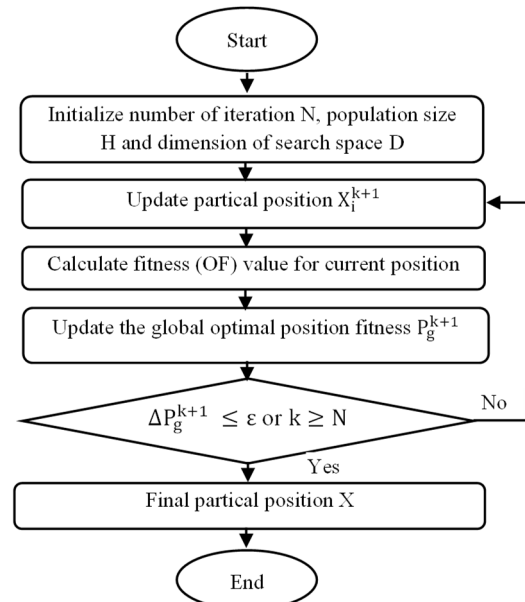 Start
Initialize number of iteration N, population size
H and dimension of search space D
Update partical position X_i^{k+1}
Calculate fitness (OF) value for current position
Update the global optimal position fitness P_g^{k+1}
ΔP_g^{k+1} ≤ ε or k ≥ N
No
Yes
Final partical position X
End